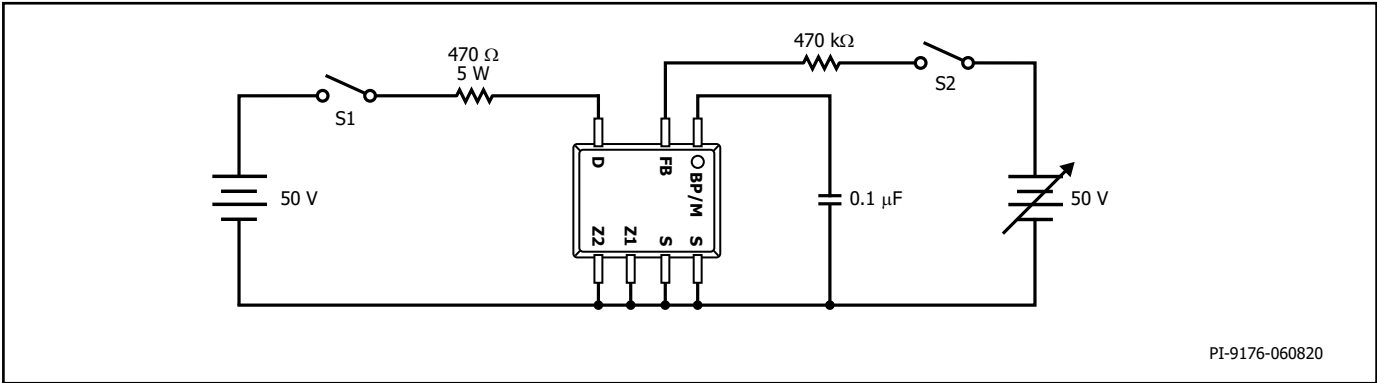 470 Ω
5 W
S1
470 kΩ
S2
D
FB
BP/M
50 V
0.1 µF
50 V
Z2
Z1
S
S
PI-9176-060820